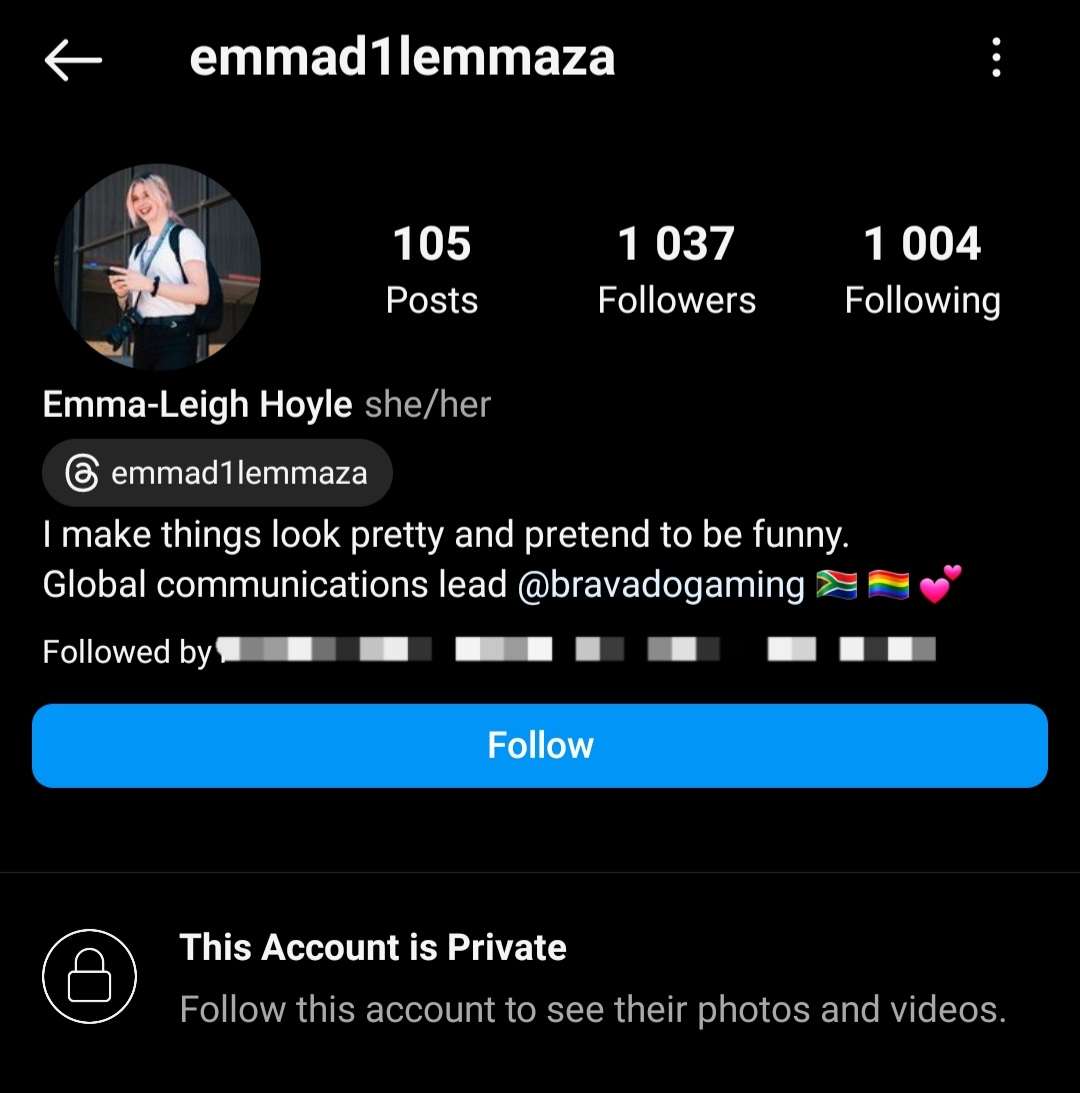 emmad1lemmaza
105
Posts
1 037
Followers
1 004
Following
Emma-Leigh Hoyle she/her
emmad1lemmaza
I make things look pretty and pretend to be funny.
Global communications lead @bravadogaming 🇿🇦 🏳️‍🌈 💕
Followed by
Follow
This Account is Private
Follow this account to see their photos and videos.